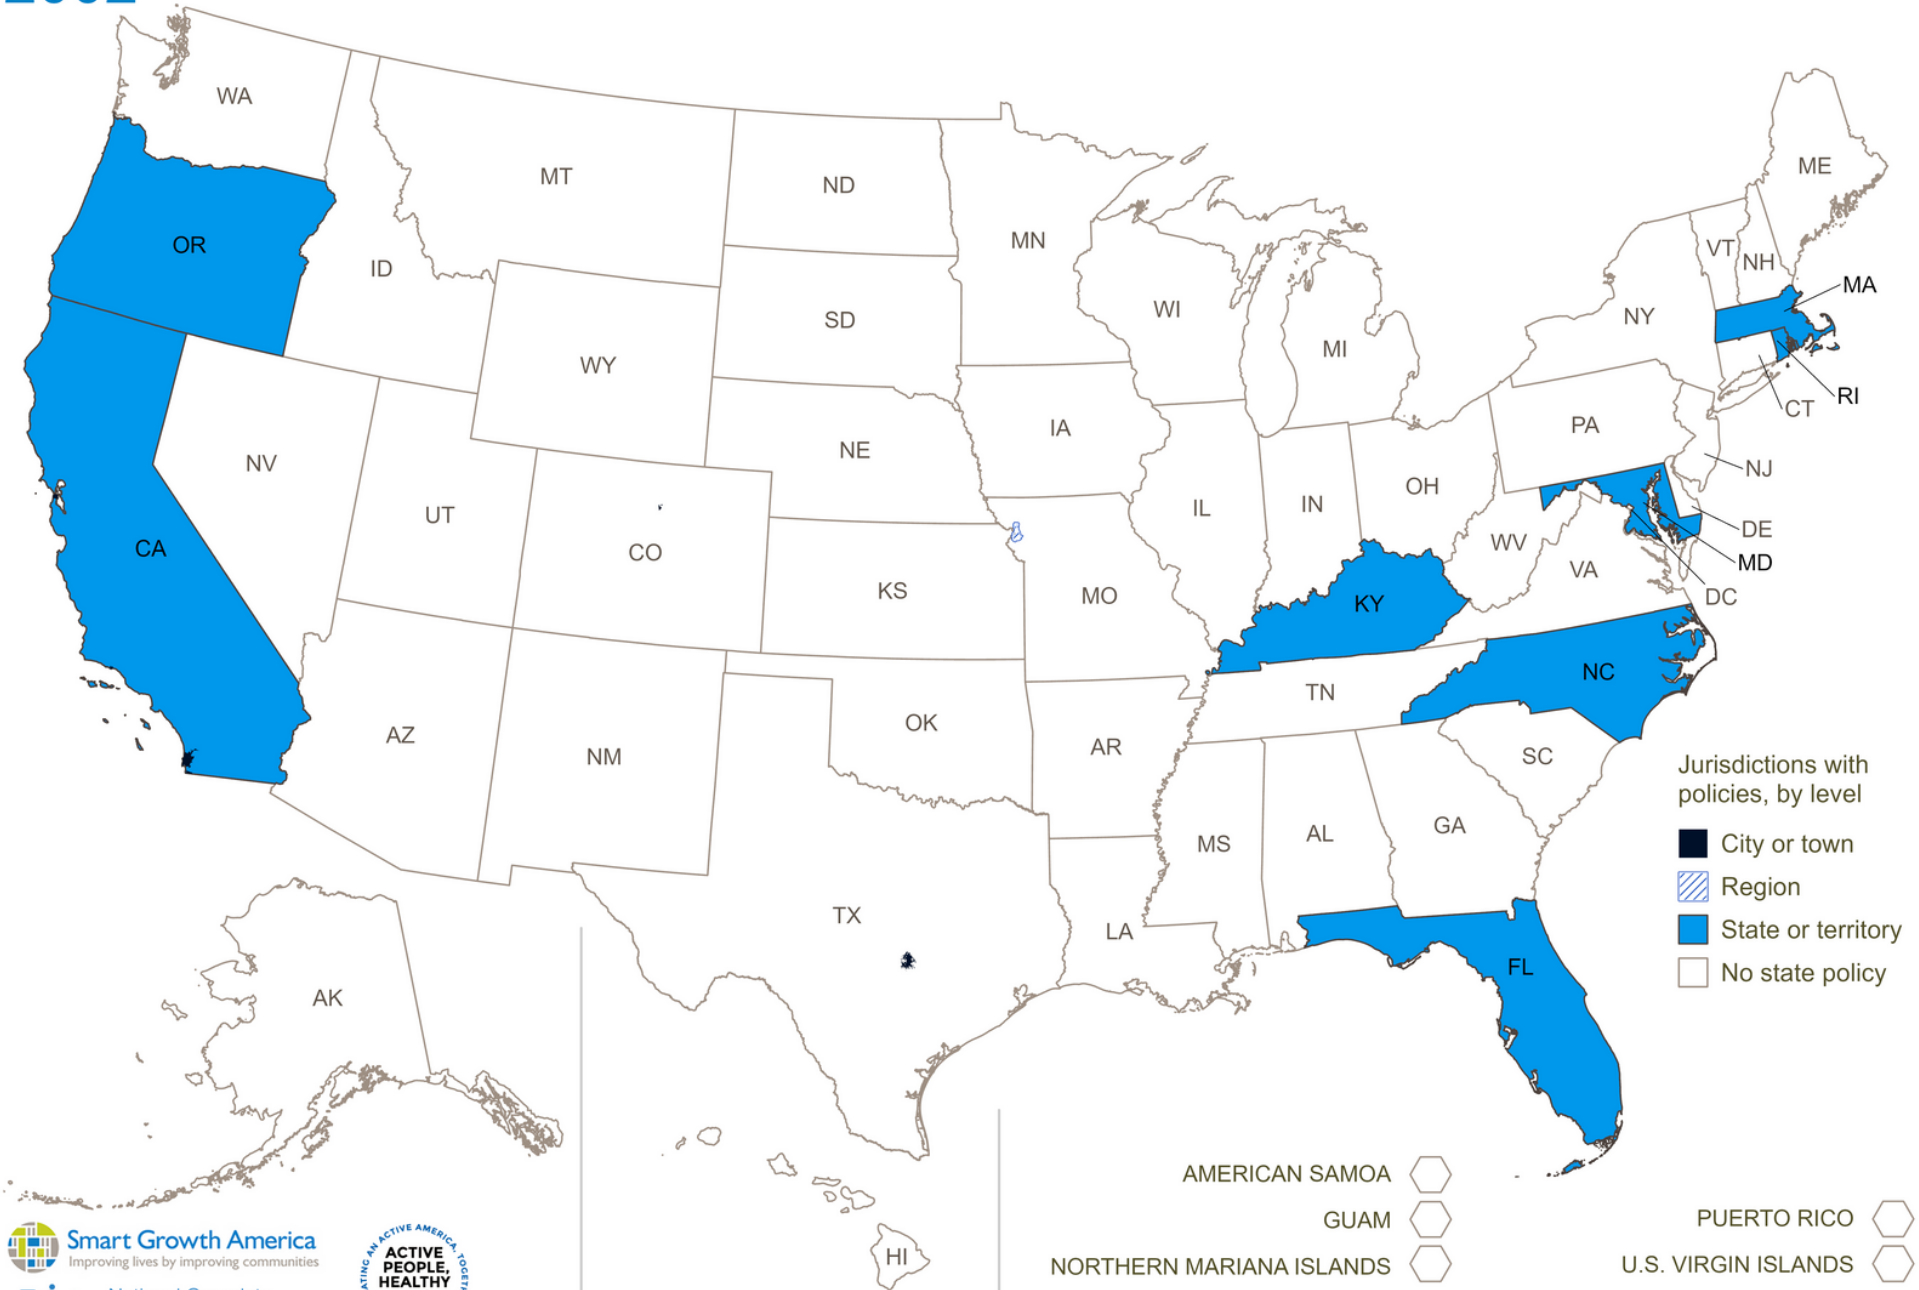 WA
MT
ND
ME
OR
ID
MN
VT
NH
MA
SD
WI
NY
WY
MI
RI
CT
NE
IA
PA
NV
NJ
UT
IL
IN
OH
DE
CO
WV
MD
CA
KS
MO
VA
DC
KY
NC
TN
AZ
NM
OK
AR
SC
MS
AL
GA
TX
LA
FL
AK
HI
Jurisdictions with
policies, by level
City or town
Region
State or territory
No state policy
AMERICAN SAMOA
GUAM
NORTHERN MARIANA ISLANDS
PUERTO RICO
U.S. VIRGIN ISLANDS
Smart Growth America
Improving lives by improving communities
AN ACTIVE AMERICA,
ACTIVE
PEOPLE,
HEALTHY